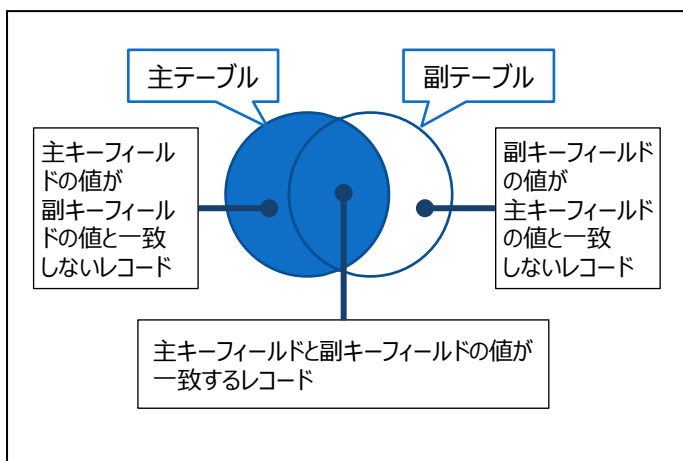 主テーブル
副テーブル
主キーフィール
ドの値が
副キーフィール
ドの値と一致
しないレコード
副キーフィールド
の値が
主キーフィールド
の値と一致
しないレコード
主キーフィールドと副キーフィールドの値が
一致するレコード